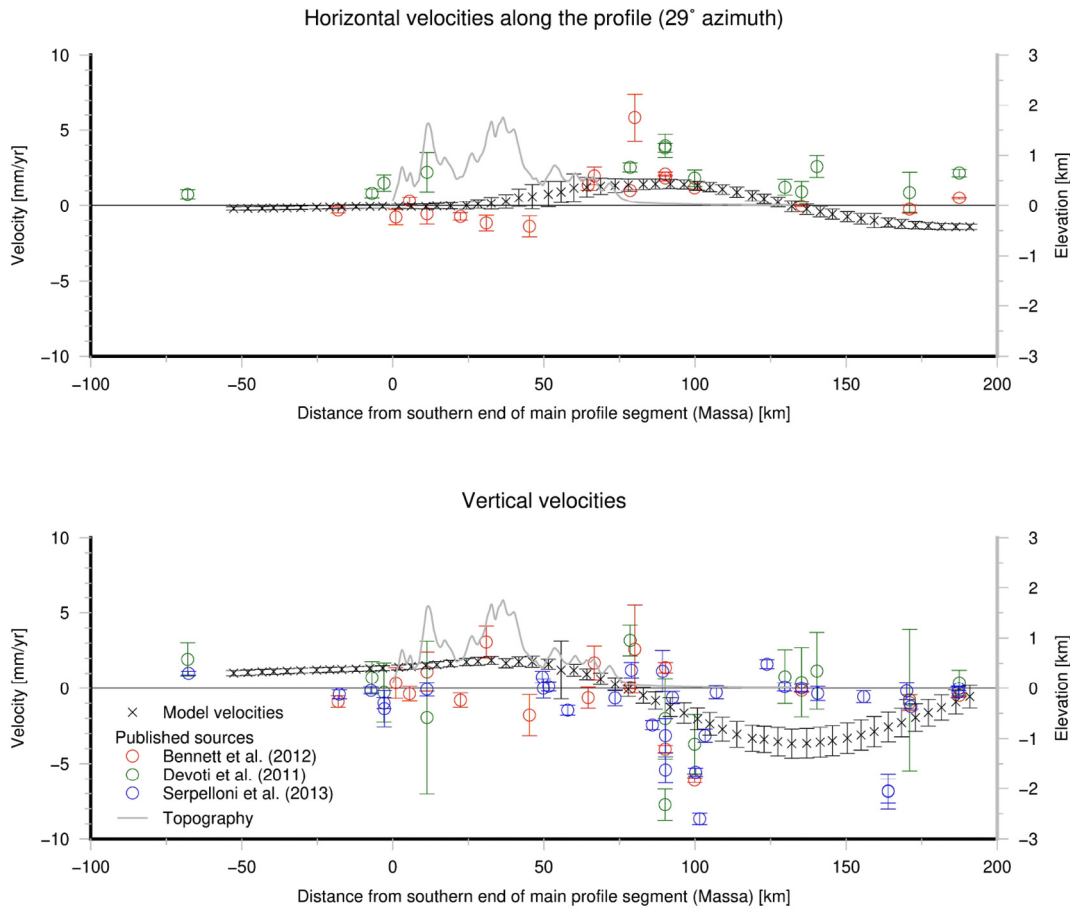 Horizontal velocities along the profile (29° azimuth)
10
5
0
−5
−10
Velocity [mm/yr]
3
2
1
0
−1
−2
−3
Elevation [km]
−100
−50
0
50
100
150
200
Distance from southern end of main profile segment (Massa) [km]
Vertical velocities
10
5
0
−5
−10
Velocity [mm/yr]
3
2
1
0
−1
−2
−3
Elevation [km]
Model velocities
Published sources
Bennett et al. (2012)
Devoti et al. (2011)
Serpelloni et al. (2013)
Topography
−100
−50
0
50
100
150
200
Distance from southern end of main profile segment (Massa) [km]